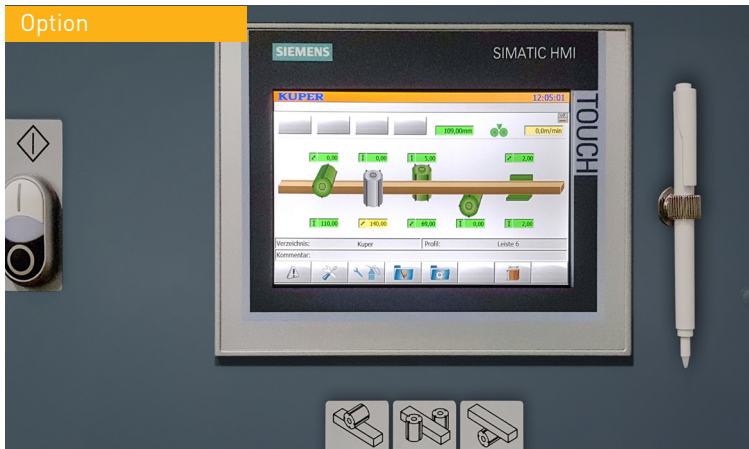 Option
SIEMENS
SIMATIC HMI
TOUCH
KUPER
12:05:01
109,00mm
0,0m/min
0,00
0,00
5,00
2,00
110,00
140,00
69,00
0,00
2,00
Verzeichnis: Kuper Profil: Leiste 6
Kommentar: